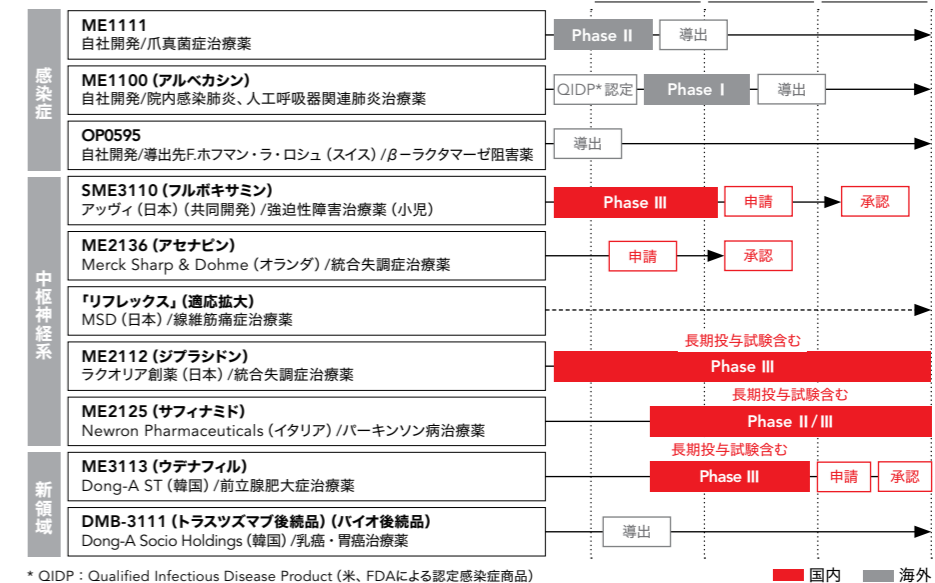 感染症
ME1111
自社開発/爪真菌症治療薬
Phase II
導出
ME1100（アルベカシン）
自社開発/院内感染肺炎、人工呼吸器関連肺炎治療薬
QIDP*認定
Phase I
導出
OP0595
自社開発/導出先F.ホフマン・ラ・ロシュ（スイス）/β－ラクタマーゼ阻害薬
導出
中枢神経系
SME3110（フルボキサミン）
アッヴィ（日本）（共同開発）/強迫性障害治療薬（小児）
Phase III
申請
承認
ME2136（アセナピン）
Merck Sharp & Dohme（オランダ）/統合失調症治療薬
申請
承認
「リフレックス」（適応拡大）
MSD（日本）/線維筋痛症治療薬
ME2112（ジプラシドン）
ラクオリア創薬（日本）/統合失調症治療薬
長期投与試験含む
Phase III
ME2125（サフィナミド）
Newron Pharmaceuticals（イタリア）/パーキンソン病治療薬
長期投与試験含む
Phase II/III
新領域
ME3113（ウデナフィル）
Dong-A ST（韓国）/前立腺肥大症治療薬
長期投与試験含む
Phase III
申請
承認
DMB-3111（トラスツズマブ後続品）（バイオ後続品）
Dong-A Socio Holdings（韓国）/乳癌・胃癌治療薬
導出
* QIDP：Qualified Infectious Disease Product（米、FDAによる認定感染症商品）
国内
海外